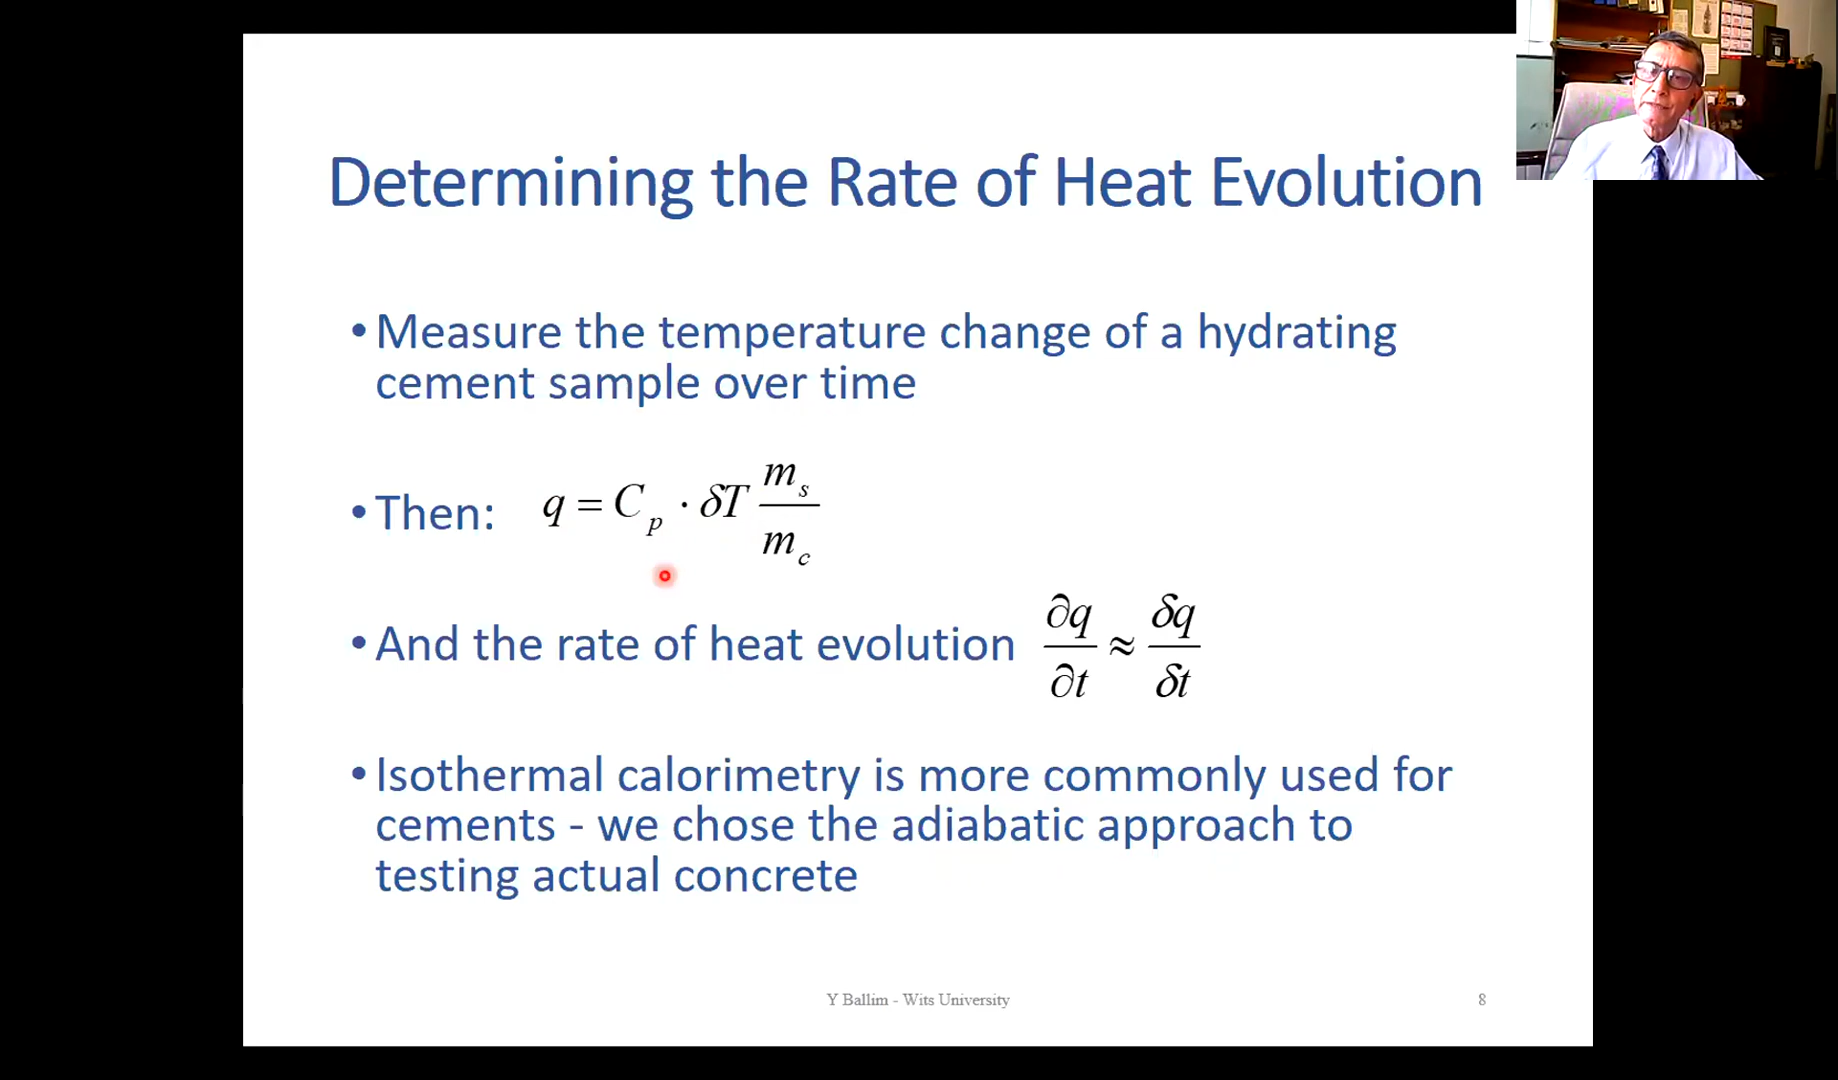 Determining the Rate of Heat Evolution
•Measure the temperature change of a hydrating
cement sample over time
•Then: q = C_p · δT m_s/m_c
•And the rate of heat evolution ∂q/∂t ≈ δq/δt
•Isothermal calorimetry is more commonly used for
cements - we chose the adiabatic approach to
testing actual concrete
Y Ballim - Wits University
8